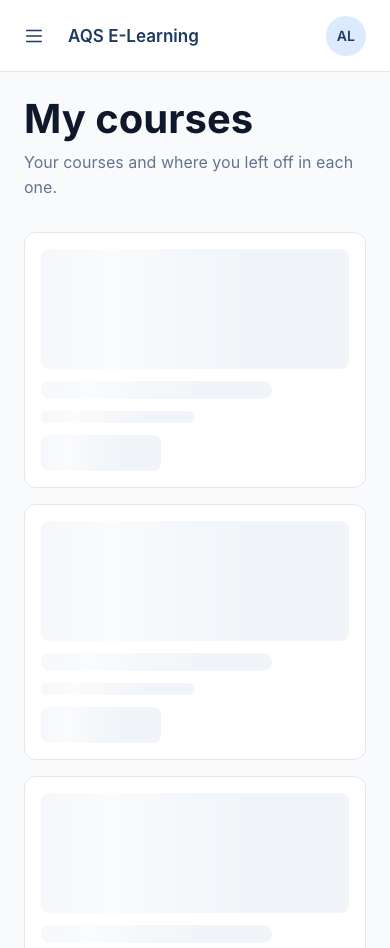 AQS E-Learning
AL
My courses
Your courses and where you left off in each
one.